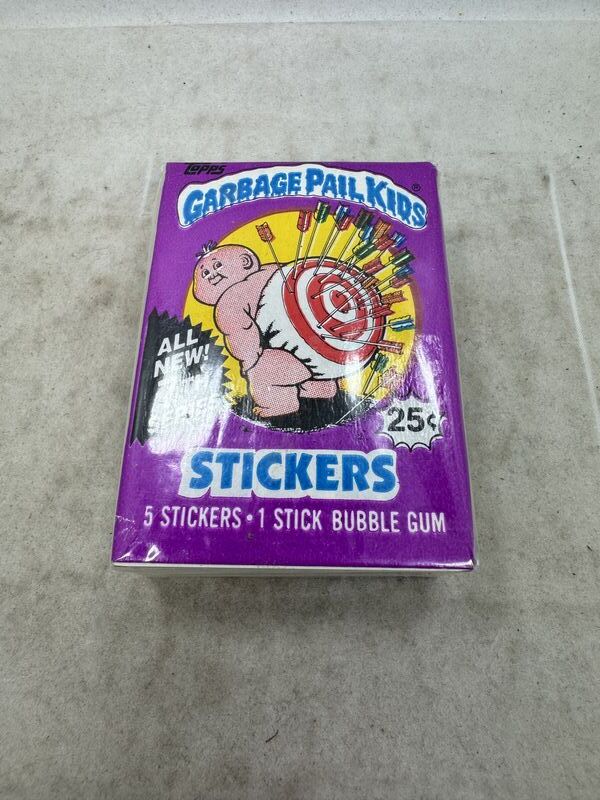 TOPPS
GARBAGE PAIL KIDS®
ALL
NEW!
25¢
STICKERS
5 STICKERS • 1 STICK BUBBLE GUM